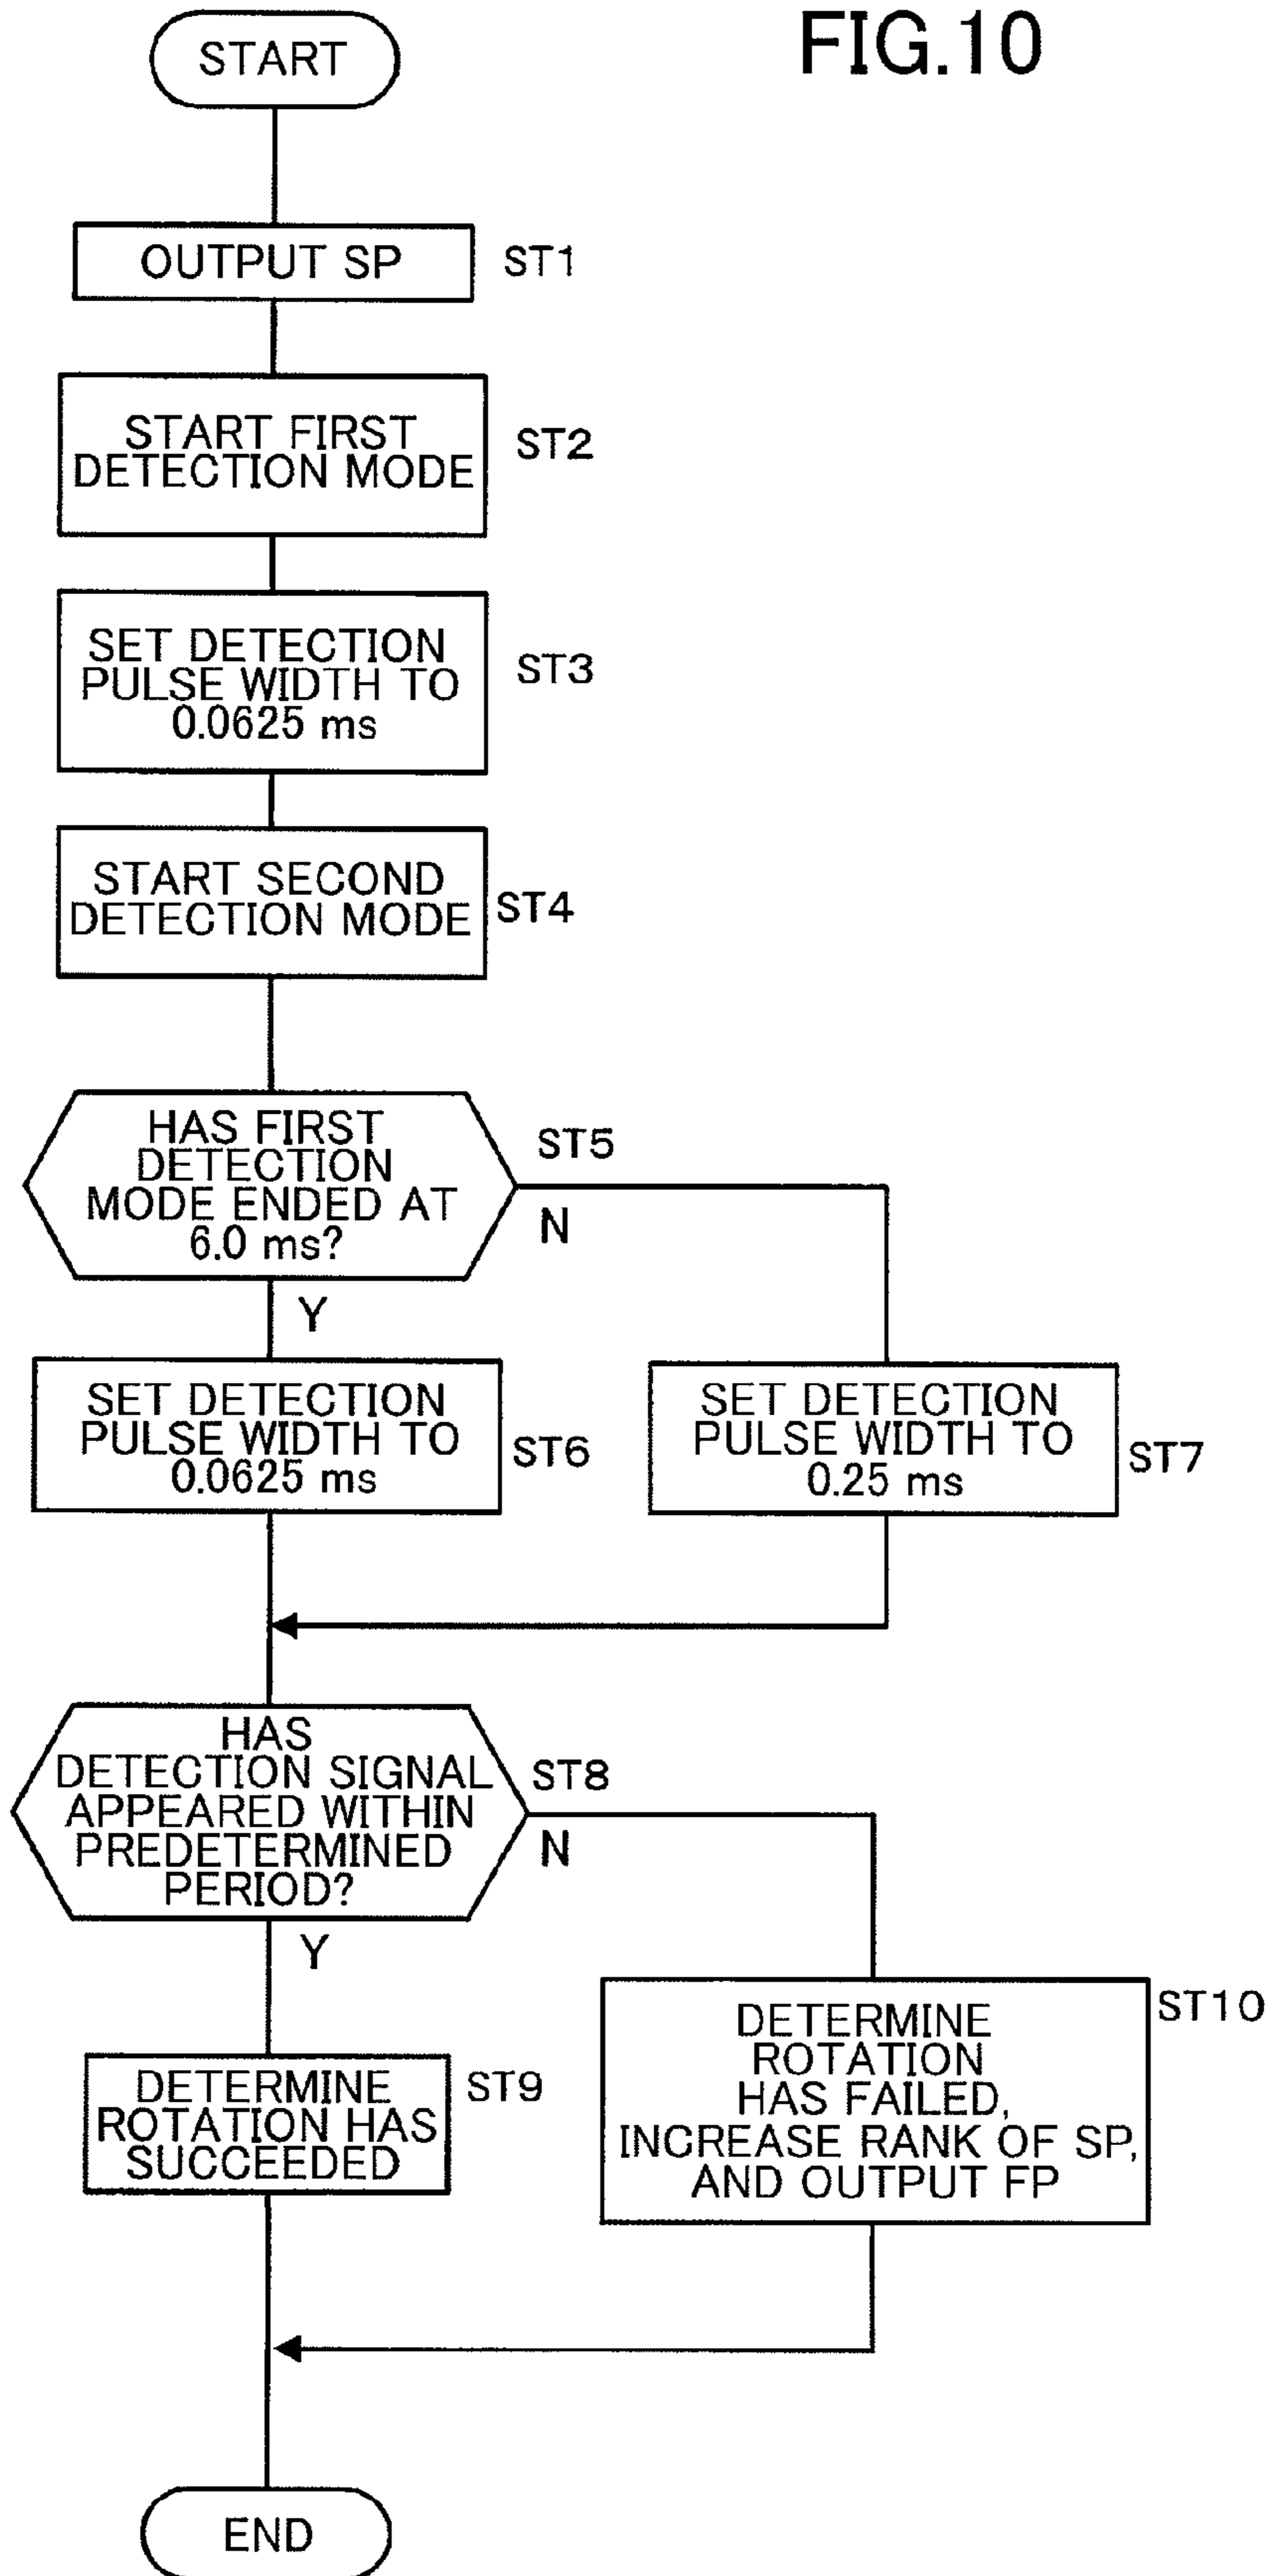 FIG.10
START
OUTPUT SP
ST1
START FIRST
DETECTION MODE
ST2
SET DETECTION
PULSE WIDTH TO
0.0625 ms
ST3
START SECOND
DETECTION MODE
ST4
HAS FIRST
DETECTION
MODE ENDED AT
6.0 ms?
ST5
N
Y
SET DETECTION
PULSE WIDTH TO
0.0625 ms
ST6
SET DETECTION
PULSE WIDTH TO
0.25 ms
ST7
HAS
DETECTION SIGNAL
APPEARED WITHIN
PREDETERMINED
PERIOD?
ST8
N
Y
DETERMINE
ROTATION HAS
SUCCEEDED
ST9
DETERMINE
ROTATION
HAS FAILED,
INCREASE RANK OF SP,
AND OUTPUT FP
ST10
END